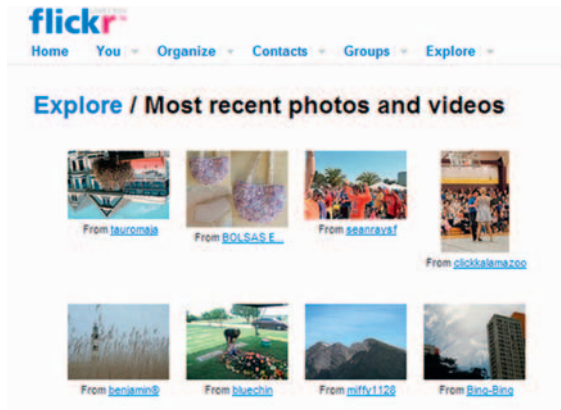 flickr
Home You Organize Contacts Groups Explore
Explore / Most recent photos and videos
From tauromaja
From BOLSAS E...
From seanraysf
From clickkalamazoo
From benjamin®
From bluechin
From miffy1128
From Bing-Bing